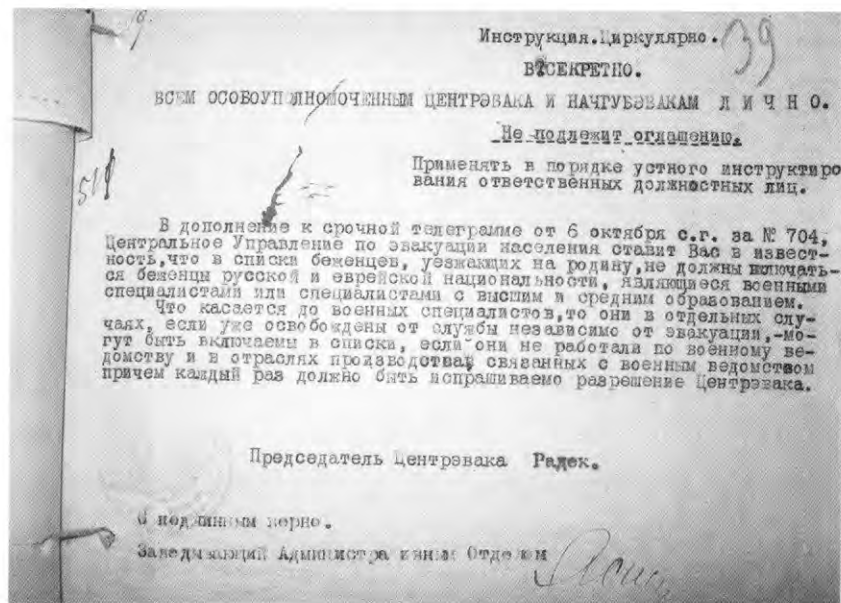 39
Инструкция.Циркулярно.
В.СЕКРЕТНО.
ВСЕМ ОСОБОУПОЛНОМОЧЕННЫМ ЦЕНТРЭВАКА И НАЧГУБЭВАКАМ Л И Ч Н О.
Не подлежит оглашению.
Применять в порядке устного инструктиро
вания ответственных должностных лиц.
В дополнение к срочной телеграмме от 6 октября с.г. за № 704,
Центральное Управление по эвакуации населения ставит Вас в извест-
ность,что в списки беженцев, уезжающих на родину,не должны включать-
ся беженцы русской и еврейской национальности, являющиеся военными
специалистами или специалистами с высшим и средним образованием.
Что касается до военных специалистов,то они в отдельных слу-
чаях, если уже освобождены от службы независимо от эвакуации,-мо-
гут быть включаемы в списки, если они не работали по военному ве-
домству и в отраслях производства, связанных с военным ведомством
причем каждый раз должно быть испрашиваемо разрешение Центрэвака.
Председатель Центрэвака Радек.
С подлинным верно.
Заведывающий Администра ивным Отделом